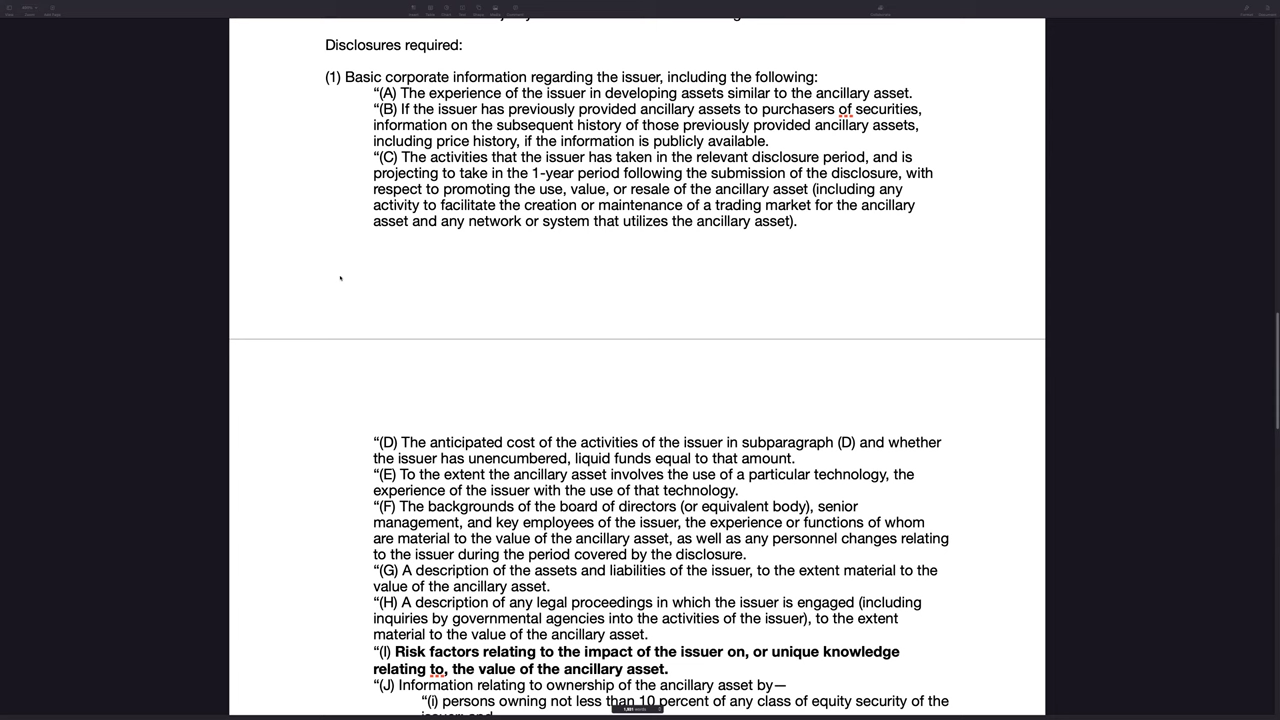 Disclosures required:
(1) Basic corporate information regarding the issuer, including the following:
“(A) The experience of the issuer in developing assets similar to the ancillary asset.
“(B) If the issuer has previously provided ancillary assets to purchasers of securities,
information on the subsequent history of those previously provided ancillary assets,
including price history, if the information is publicly available.
“(C) The activities that the issuer has taken in the relevant disclosure period, and is
projecting to take in the 1-year period following the submission of the disclosure, with
respect to promoting the use, value, or resale of the ancillary asset (including any
activity to facilitate the creation or maintenance of a trading market for the ancillary
asset and any network or system that utilizes the ancillary asset).
“(D) The anticipated cost of the activities of the issuer in subparagraph (D) and whether
the issuer has unencumbered, liquid funds equal to that amount.
“(E) To the extent the ancillary asset involves the use of a particular technology, the
experience of the issuer with the use of that technology.
“(F) The backgrounds of the board of directors (or equivalent body), senior
management, and key employees of the issuer, the experience or functions of whom
are material to the value of the ancillary asset, as well as any personnel changes relating
to the issuer during the period covered by the disclosure.
“(G) A description of the assets and liabilities of the issuer, to the extent material to the
value of the ancillary asset.
“(H) A description of any legal proceedings in which the issuer is engaged (including
inquiries by governmental agencies into the activities of the issuer), to the extent
material to the value of the ancillary asset.
“(I) Risk factors relating to the impact of the issuer on, or unique knowledge
relating to, the value of the ancillary asset.
“(J) Information relating to ownership of the ancillary asset by—
“(i) persons owning not less than 10 percent of any class of equity security of the